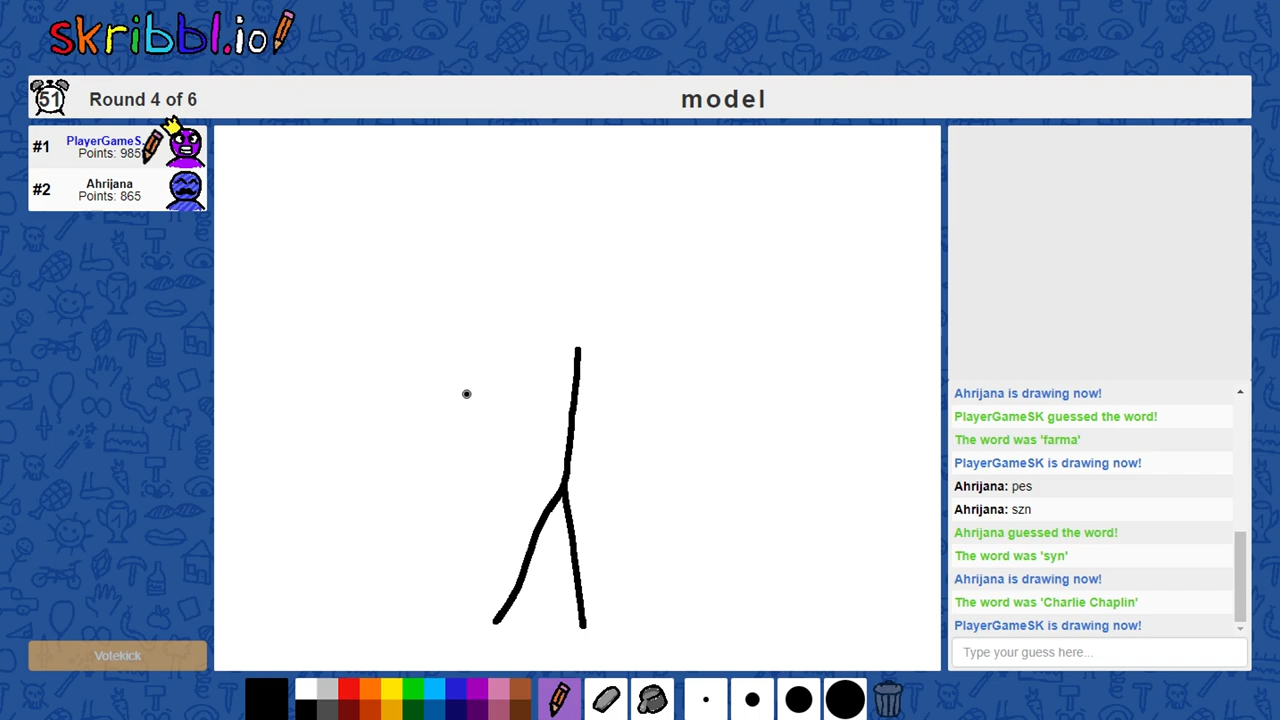 skribbl.io
51
Round 4 of 6
model
#1
PlayerGameS.
Points: 985
#2
Ahrijana
Points: 865
Votekick
Ahrijana is drawing now!
PlayerGameSK guessed the word!
The word was 'farma'
PlayerGameSK is drawing now!
Ahrijana: pes
Ahrijana: szn
Ahrijana guessed the word!
The word was 'syn'
Ahrijana is drawing now!
The word was 'Charlie Chaplin'
PlayerGameSK is drawing now!
Type your guess here...